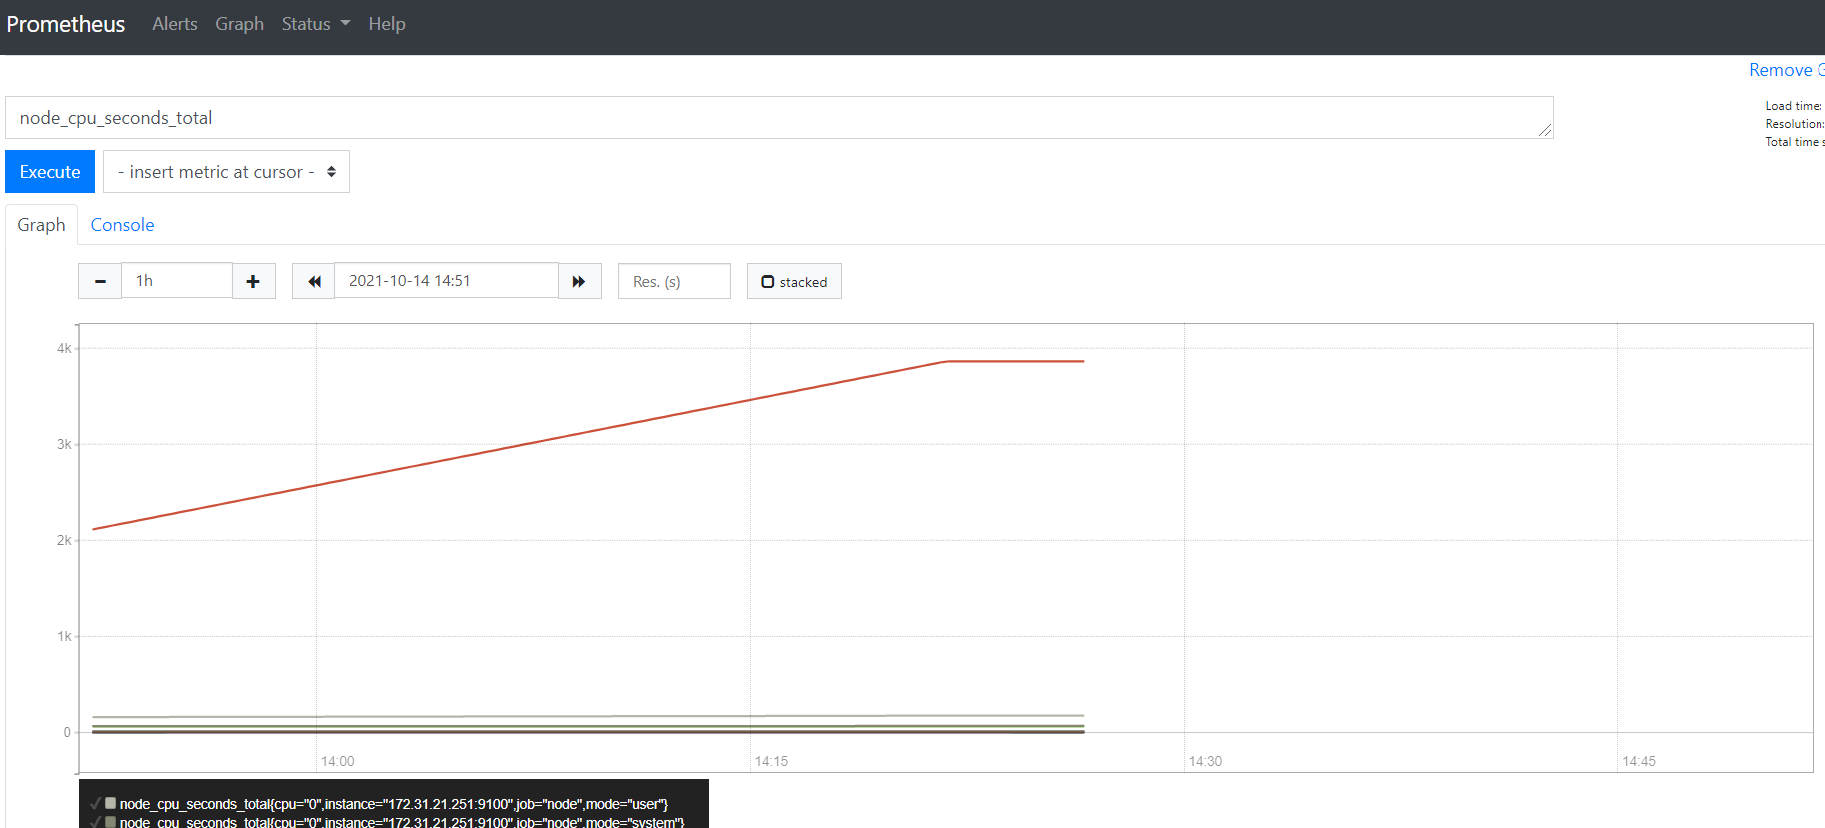 Prometheus Alerts Graph Status Help
Remove
node_cpu_seconds_total
Load time:
Resolution:
Total time
Execute - insert metric at cursor -
Graph Console
− 1h + 2021-10-14 14:51 Res. (s) stacked
4k
3k
2k
1k
0
14:00 14:15 14:30 14:45
node_cpu_seconds_total{cpu="0",instance="172.31.21.251:9100",job="node",mode="user"}
node_cpu_seconds_total{cpu="0",instance="172.31.21.251:9100",job="node",mode="system"}